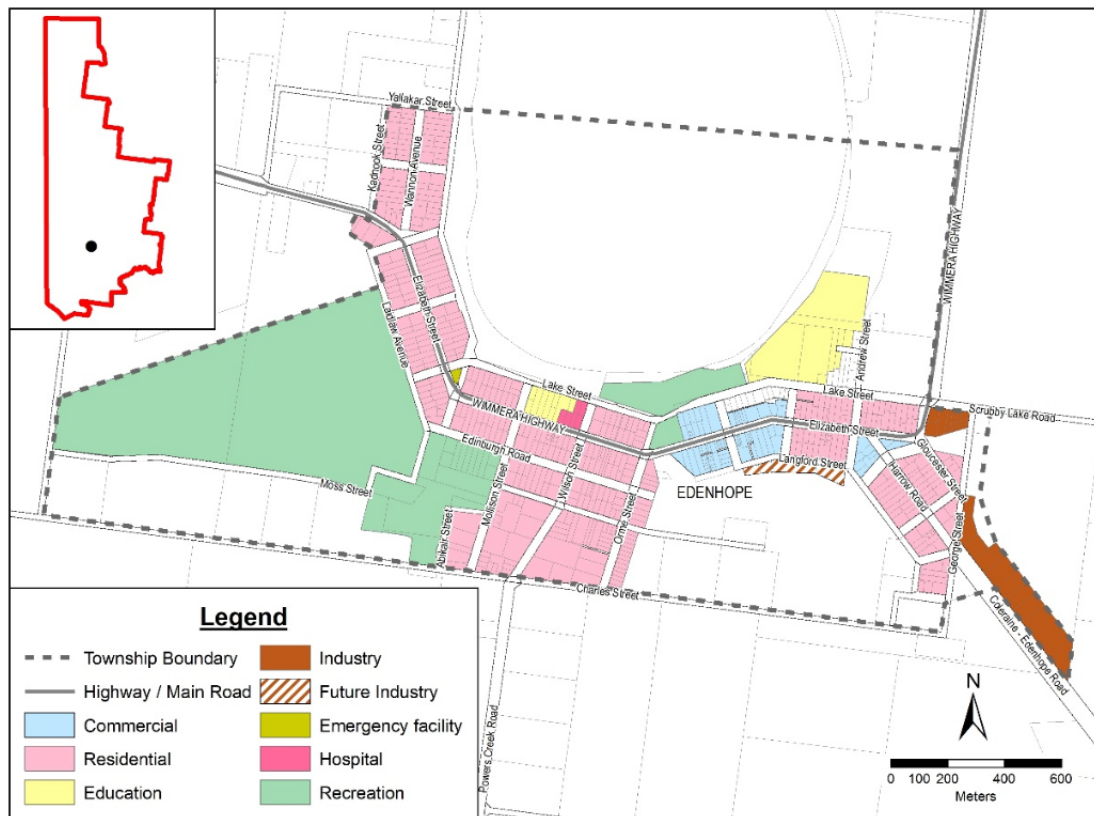 Yallakar Street
Kadnook Street
Wannon Avenue
WIMMERA HIGHWAY
Elizabeth Street
Laidlaw Avenue
Andrew Street
Lake Street
Lake Street
Scrubby Lake Road
WIMMERA HIGHWAY
Elizabeth Street
Edinburgh Road
Langford Street
Gloucester Street
Harrow Road
Moss Street
Mollison Street
Wilson Street
Orme Street
EDENHOPE
Abikair Street
George Street
Charles Street
Coleraine - Edenhope Road
Powers Creek Road
Legend
Township Boundary
Highway / Main Road
Commercial
Residential
Education
Industry
Future Industry
Emergency facility
Hospital
Recreation
N
0 100 200 400 600
Meters